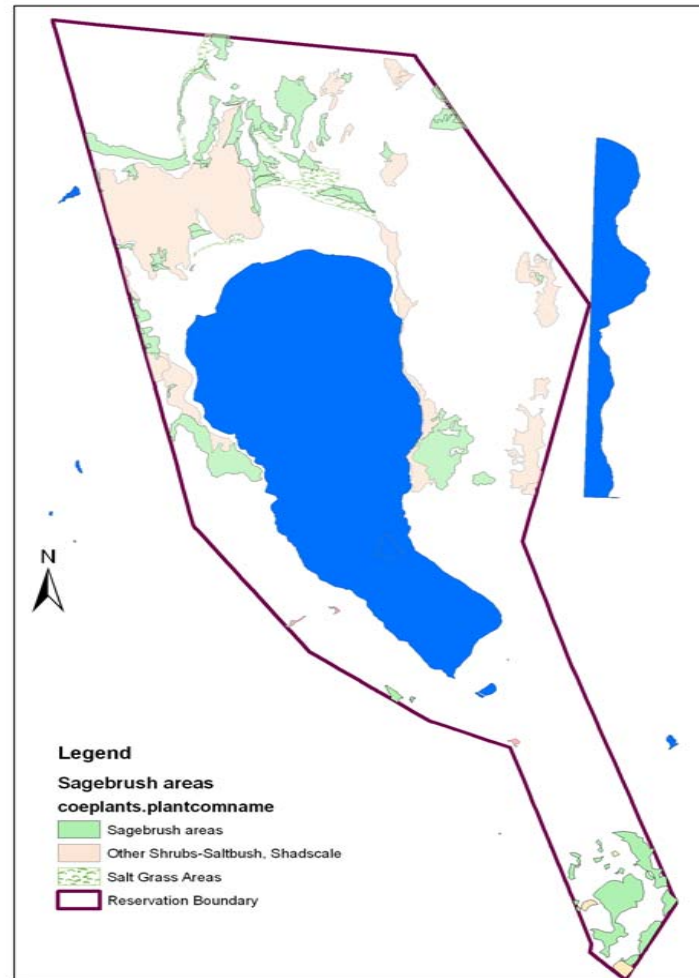 N
Legend
Sagebrush areas
coeplants.plantcomname
Sagebrush areas
Other Shrubs-Saltbush, Shadscale
Salt Grass Areas
Reservation Boundary